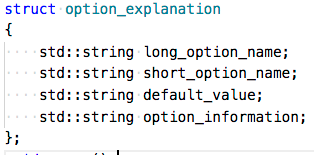 struct option_explanation
{
    std::string long_option_name;
    std::string short_option_name;
    std::string default_value;
    std::string option_information;
};